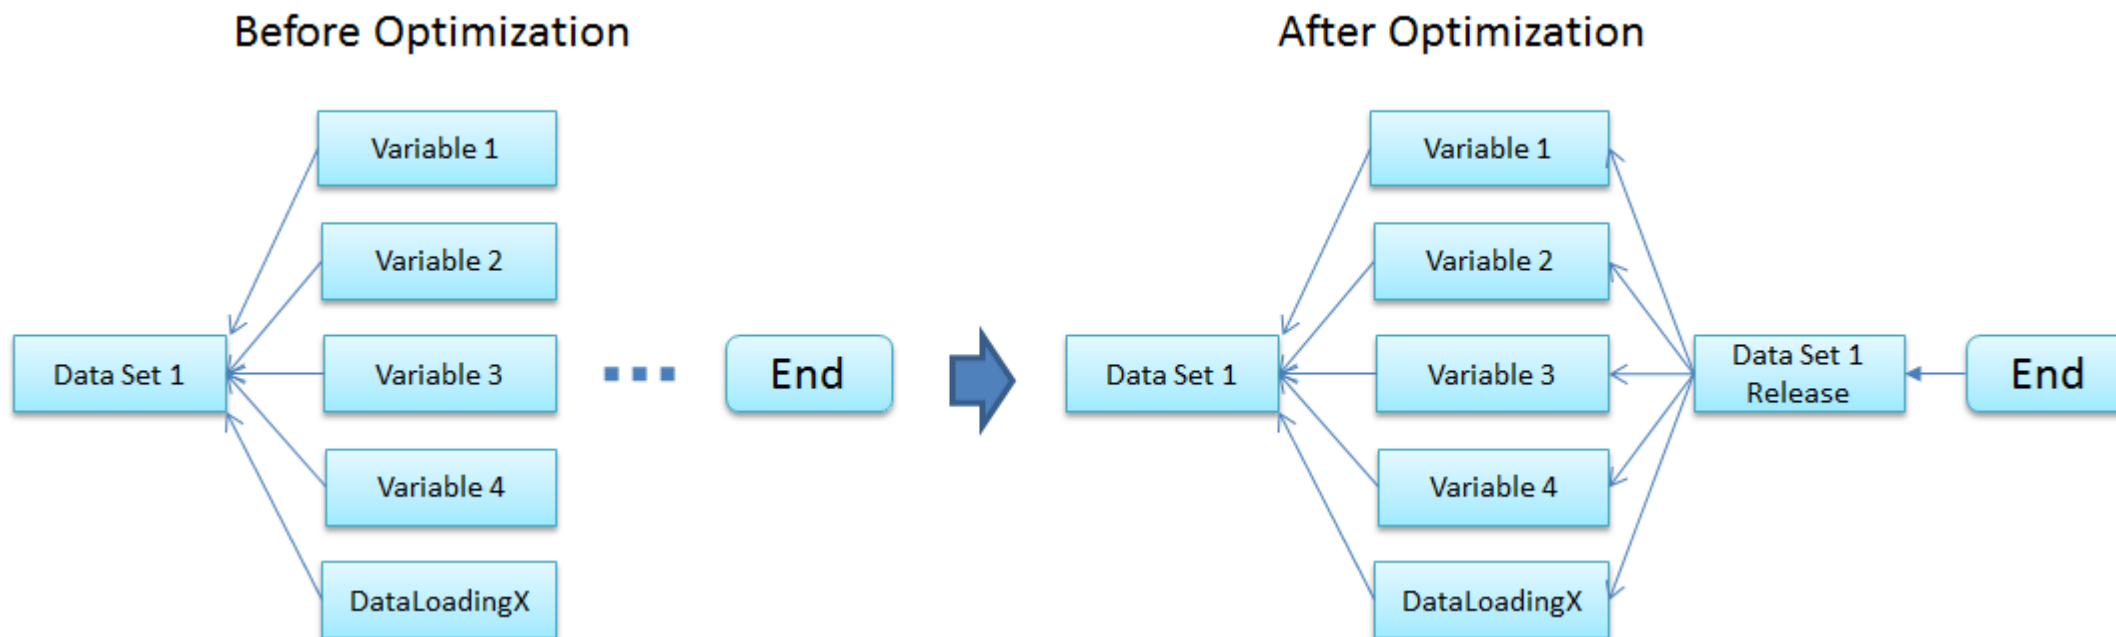 Before Optimization
After Optimization
Variable 1
Variable 2
Data Set 1
Variable 3
End
Variable 4
DataLoadingX
Variable 1
Variable 2
Data Set 1
Variable 3
Data Set 1
Release
End
Variable 4
DataLoadingX